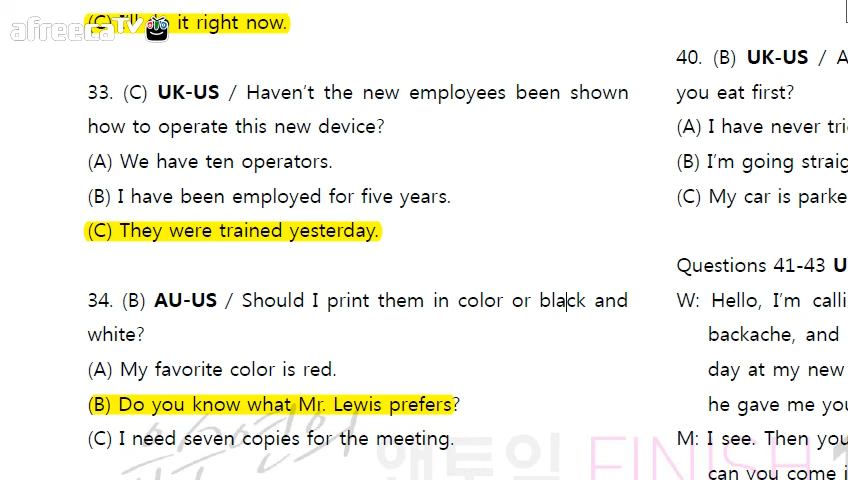 afreecaTV
(C) I'll do it right now.
33. (C) UK-US / Haven't the new employees been shown
how to operate this new device?
(A) We have ten operators.
(B) I have been employed for five years.
(C) They were trained yesterday.
34. (B) AU-US / Should I print them in color or black and
white?
(A) My favorite color is red.
(B) Do you know what Mr. Lewis prefers?
(C) I need seven copies for the meeting.
40. (B) UK-US / A
you eat first?
(A) I have never tri
(B) I'm going straig
(C) My car is parke
Questions 41-43 U
W: Hello, I'm calli
backache, and
day at my new
he gave me you
M: I see. Then you
can you come i
앤토익 FINISH